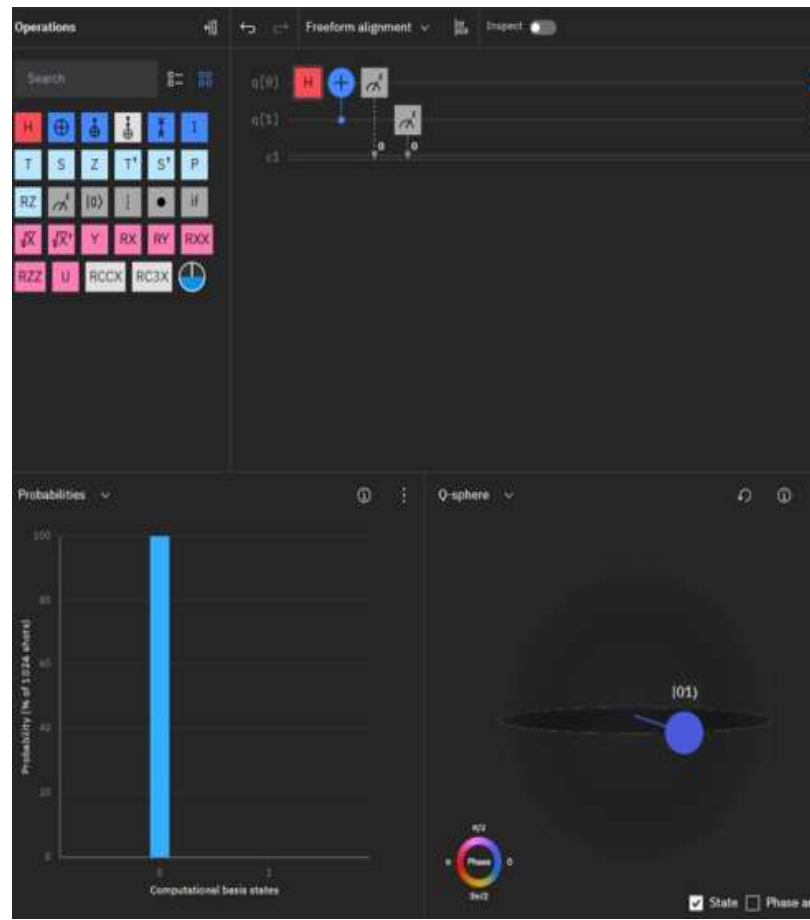 Operations
Freeform alignment
Inspect
Search
q[0] H + z
q[1] z
0 0
c1
H I
T S Z T† S† P
RZ z |0⟩ if
√X √X† Y RX RY RXX
RZZ U RCCX RC3X
Probabilities
Q-sphere
100
80
60
40
20
0
Probability (% of 1024 shots)
0 1
Computational basis states
|01⟩
π/2
π Phase 0
3π/2
State Phase a